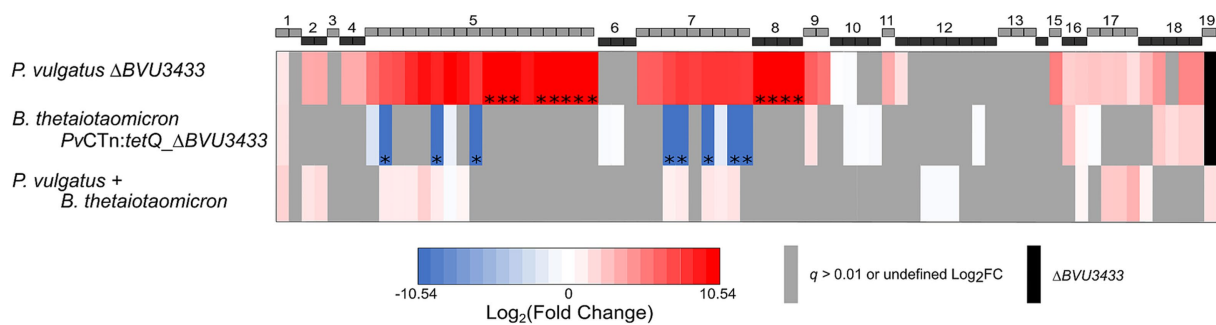 1 2 3 4 5 6 7 8 9 10 11 12 13 15 16 17 18 19
P. vulgatus ΔBVU3433
* * * * * * * * * * * *
B. thetaiotaomicron
PvCTn:tetQ_ΔBVU3433
* * * * * * * *
P. vulgatus +
B. thetaiotaomicron
-10.54 0 10.54
Log₂(Fold Change)
q > 0.01 or undefined Log₂FC
ΔBVU3433